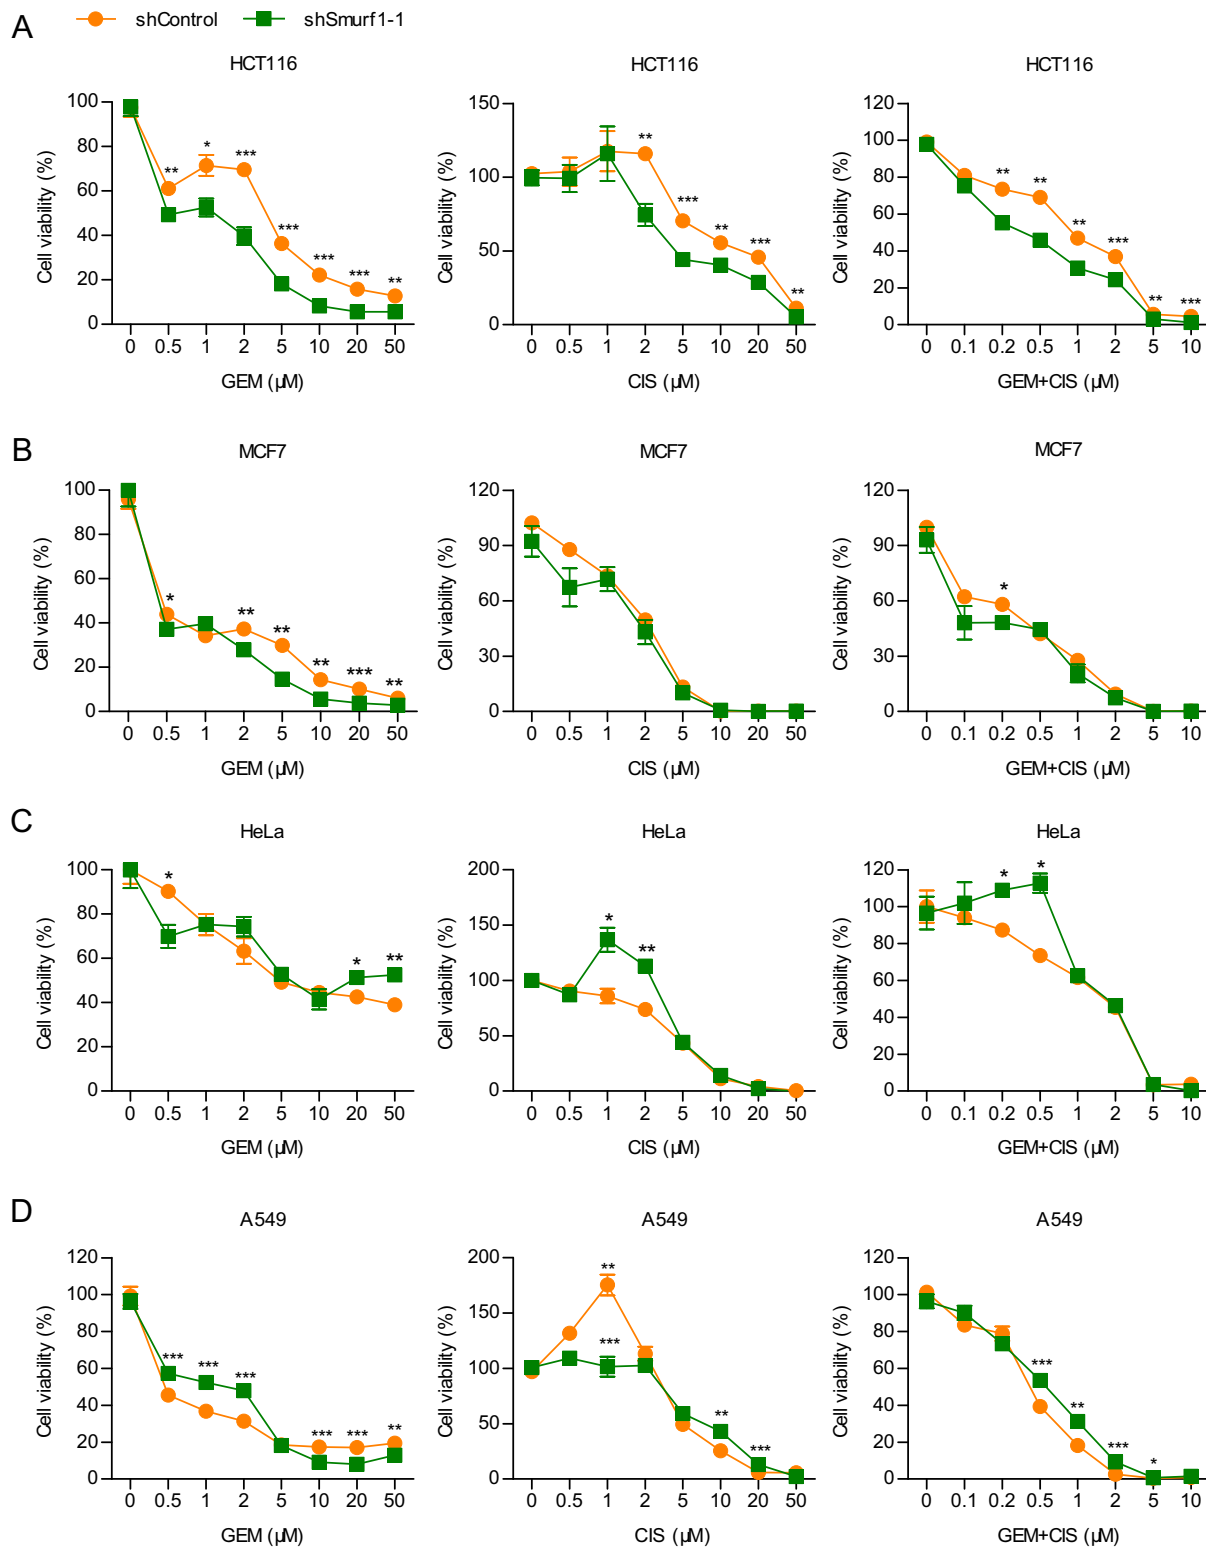 A
shControl shSmurf1-1
HCT116 HCT116 HCT116
Cell viability (%)
100
80
60
40
20
0
** * *** *** *** *** **
0 0.5 1 2 5 10 20 50
GEM (µM)
Cell viability (%)
150
100
50
0
** *** ** *** **
0 0.5 1 2 5 10 20 50
CIS (µM)
Cell viability (%)
120
100
80
60
40
20
0
** ** ** *** ** ***
0 0.1 0.2 0.5 1 2 5 10
GEM+CIS (µM)
B
MCF7 MCF7 MCF7
Cell viability (%)
100
80
60
40
20
0
* ** ** ** *** **
0 0.5 1 2 5 10 20 50
GEM (µM)
Cell viability (%)
120
90
60
30
0
0 0.5 1 2 5 10 20 50
CIS (µM)
Cell viability (%)
120
90
60
30
0
*
0 0.1 0.2 0.5 1 2 5 10
GEM+CIS (µM)
C
HeLa HeLa HeLa
Cell viability (%)
100
80
60
40
20
0
* * **
0 0.5 1 2 5 10 20 50
GEM (µM)
Cell viability (%)
200
150
100
50
0
* **
0 0.5 1 2 5 10 20 50
CIS (µM)
Cell viability (%)
120
100
80
60
40
20
0
* *
0 0.1 0.2 0.5 1 2 5 10
GEM+CIS (µM)
D
A549 A549 A549
Cell viability (%)
120
100
80
60
40
20
0
*** *** *** *** *** **
0 0.5 1 2 5 10 20 50
GEM (µM)
Cell viability (%)
200
150
100
50
0
**
*** ** ***
0 0.5 1 2 5 10 20 50
CIS (µM)
Cell viability (%)
120
100
80
60
40
20
0
*** ** *** *
0 0.1 0.2 0.5 1 2 5 10
GEM+CIS (µM)